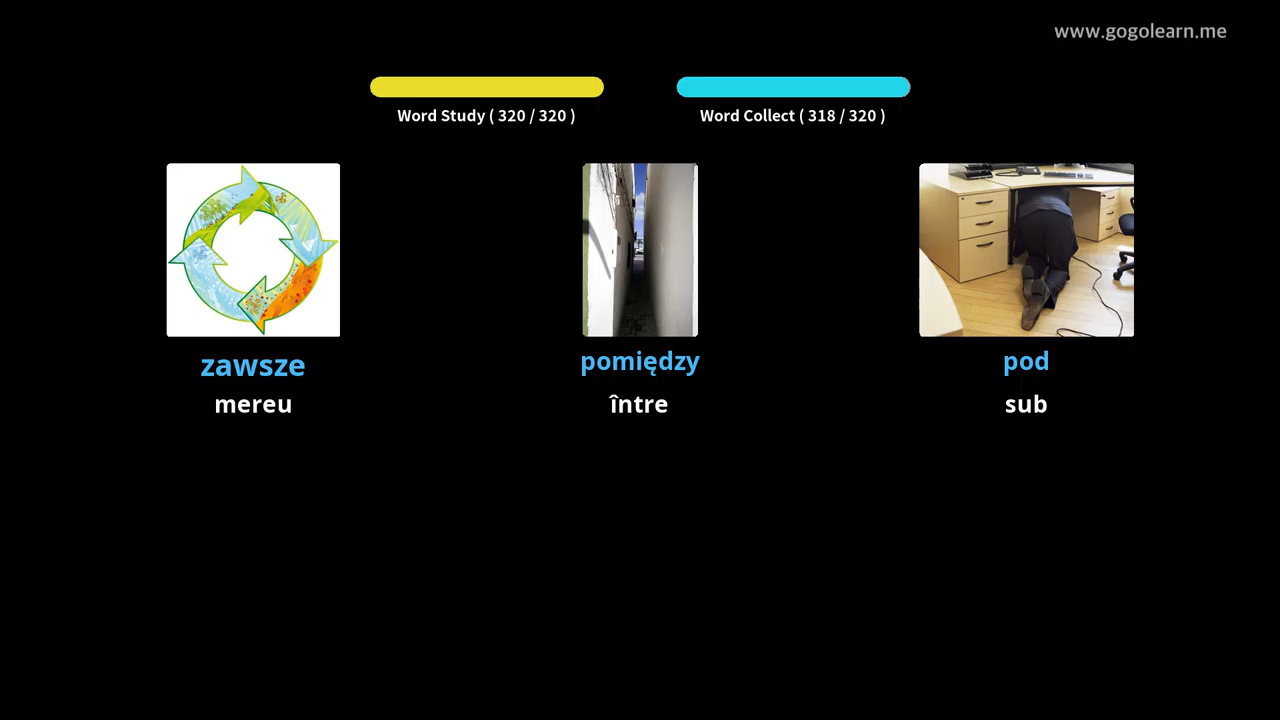 www.gogolearn.me
Word Study ( 320 / 320 )
Word Collect ( 318 / 320 )
zawsze
mereu
pomiędzy
între
pod
sub